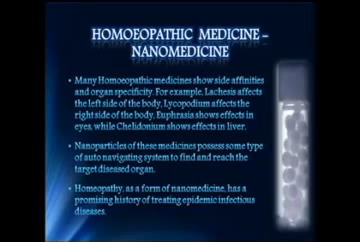 HOMOEOPATHIC MEDICINE –
NANOMEDICINE
• Many Homoeopathic medicines show side affinities
and organ specificity. For example, Lachesis affects
the left side of the body, Lycopodium affects the
right side of the body, Euphrasia shows effects in
eyes, while Chelidonium shows effects in liver.
• Nanoparticles of these medicines possess some type
of auto navigating system to find and reach the
target diseased organ.
• Homeopathy, as a form of nanomedicine, has a
promising history of treating epidemic infectious
diseases.